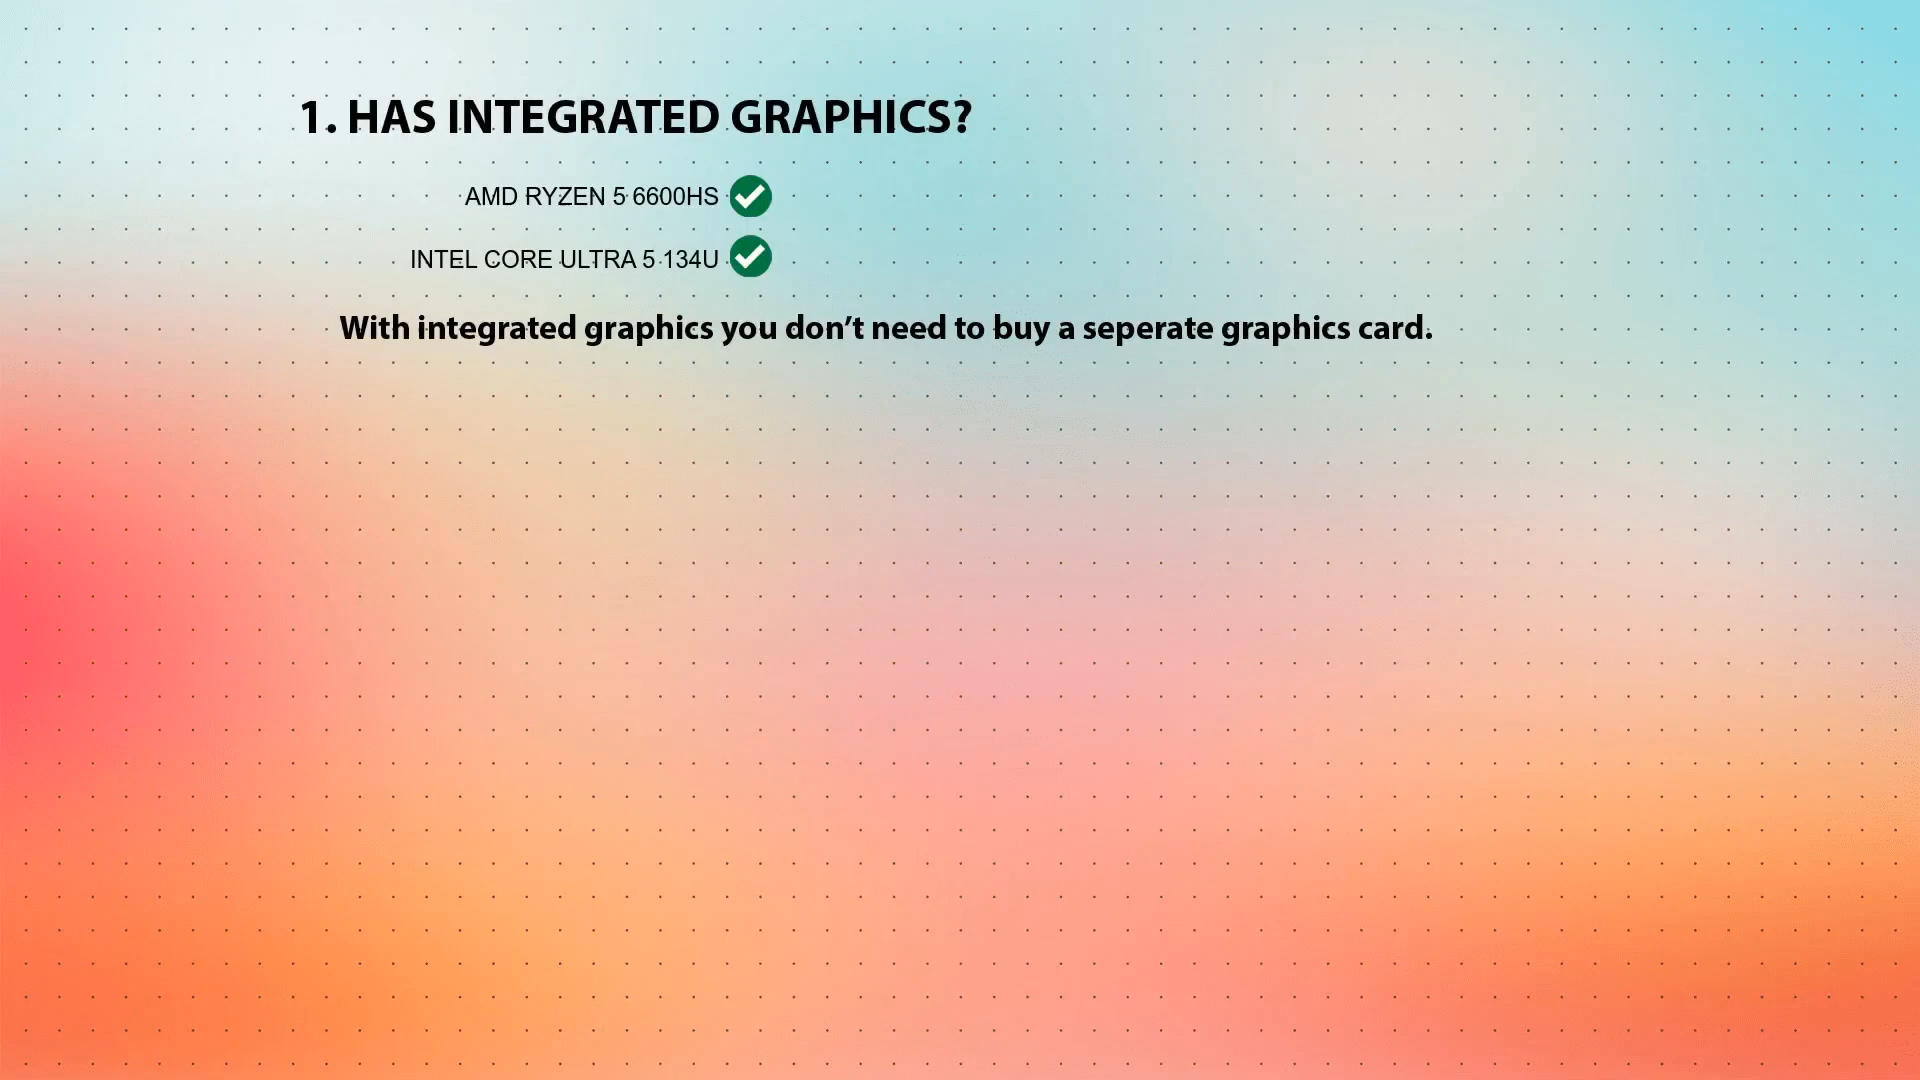 1. HAS INTEGRATED GRAPHICS?
AMD RYZEN 5 6600HS
INTEL CORE ULTRA 5 134U
With integrated graphics you don’t need to buy a seperate graphics card.